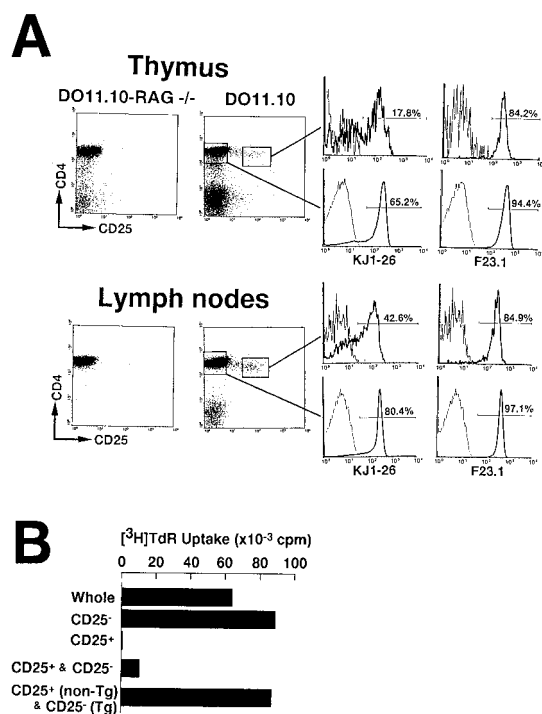 A
Thymus
DO11.10-RAG -/- DO11.10
CD4
CD25
17.8%
84.2%
65.2%
94.4%
KJ1-26
F23.1
Lymph nodes
CD4
CD25
42.6%
84.9%
80.4%
97.1%
KJ1-26
F23.1
B
[³H]TdR Uptake (x10⁻³ cpm)
0 20 40 60 80 100
Whole
CD25⁻
CD25⁺
CD25⁺ & CD25⁻
CD25⁺ (non-Tg)
& CD25⁻ (Tg)